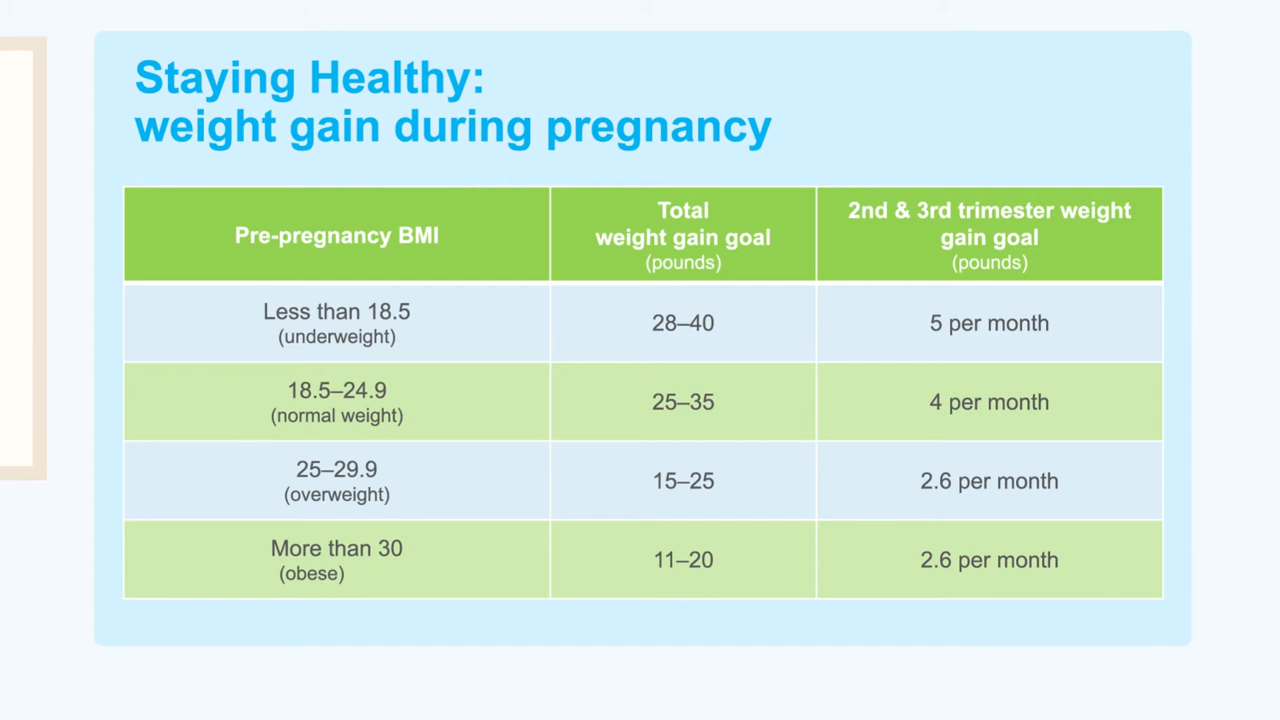 Staying Healthy:
weight gain during pregnancy
Pre-pregnancy BMI
Total
weight gain goal
(pounds)
2nd & 3rd trimester weight
gain goal
(pounds)
Less than 18.5
(underweight)
28–40
5 per month
18.5–24.9
(normal weight)
25–35
4 per month
25–29.9
(overweight)
15–25
2.6 per month
More than 30
(obese)
11–20
2.6 per month